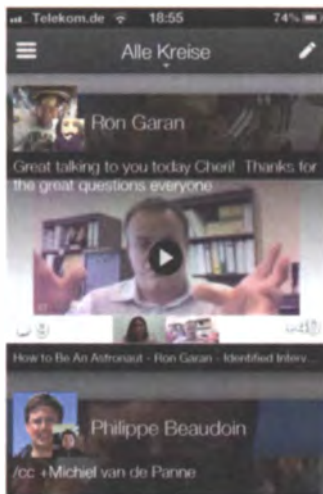 Telekom.de 18:55 74%
Alle Kreise
Ron Garan
Great talking to you today Cheri! Thanks for
the great questions everyone
How to Be An Astronaut - Ron Garan - Identified Interv...
Philippe Beaudoin
/cc +Michiel van de Panne